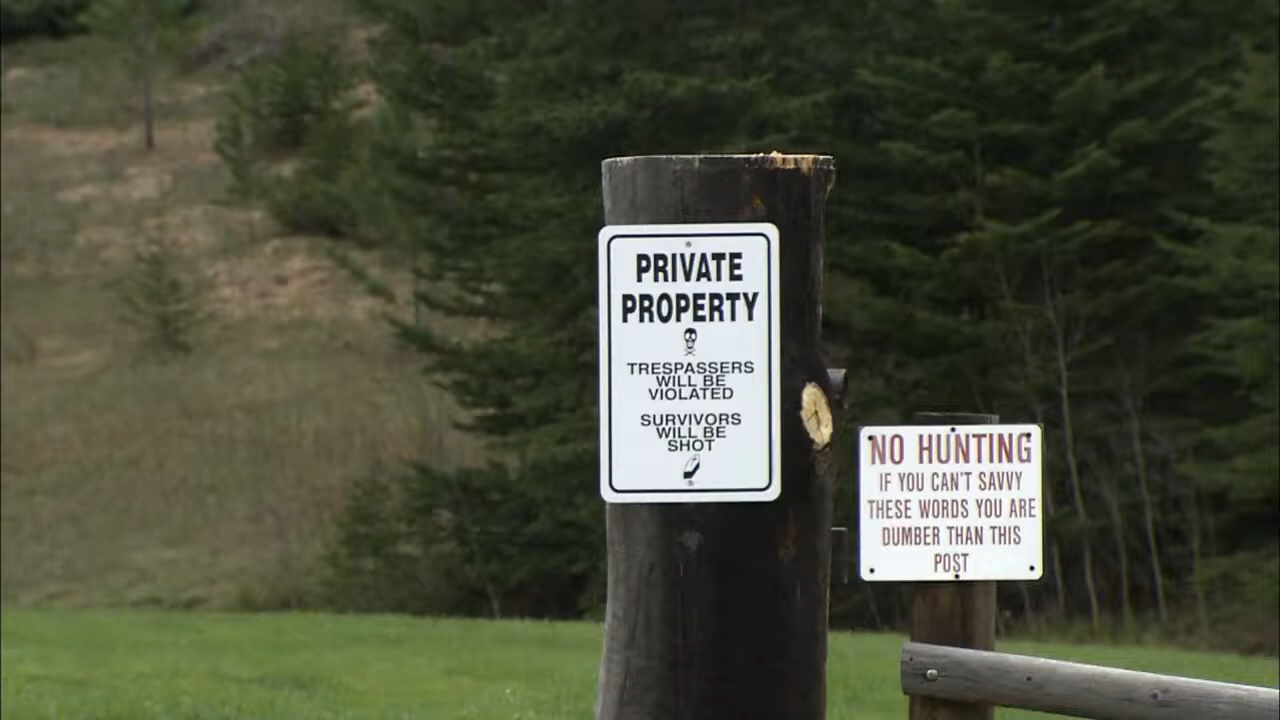 PRIVATE
PROPERTY
TRESPASSERS
WILL BE
VIOLATED
SURVIVORS
WILL BE
SHOT
NO HUNTING
IF YOU CAN'T SAVVY
THESE WORDS YOU ARE
DUMBER THAN THIS
POST